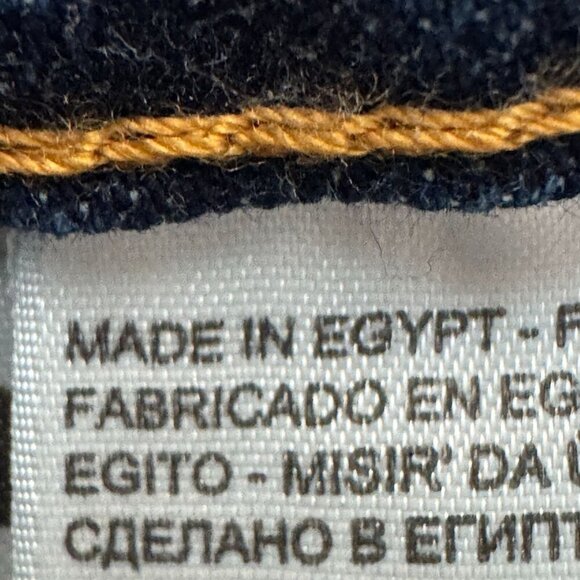 MADE IN EGYPT -
FABRICADO EN
EGITO - MISIR' DA
СДЕЛАНО В